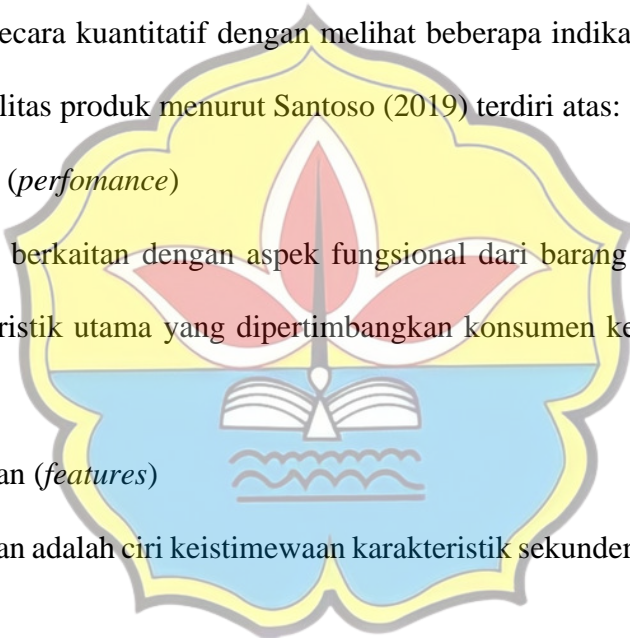 ecara kuantitatif dengan melihat beberapa indika
litas produk menurut Santoso (2019) terdiri atas:
(perfomance)
berkaitan dengan aspek fungsional dari barang
ristik utama yang dipertimbangkan konsumen ke
an (features)
an adalah ciri keistimewaan karakteristik sekunder